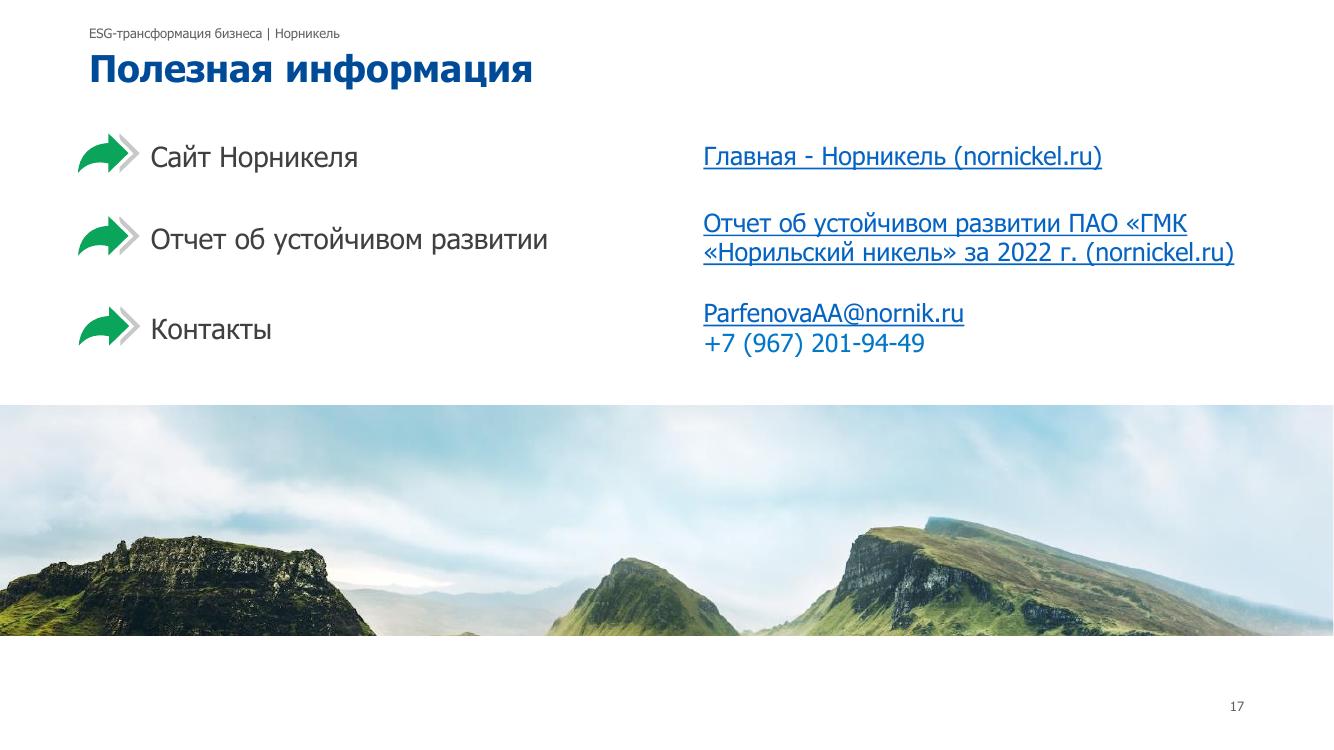 ESG-трансформация бизнеса | Норникель
Полезная информация
Сайт Норникеля
Главная - Норникель (nornickel.ru)
Отчет об устойчивом развитии
Отчет об устойчивом развитии ПАО «ГМК
«Норильский никель» за 2022 г. (nornickel.ru)
Контакты
ParfenovaAA@nornik.ru
+7 (967) 201-94-49
17